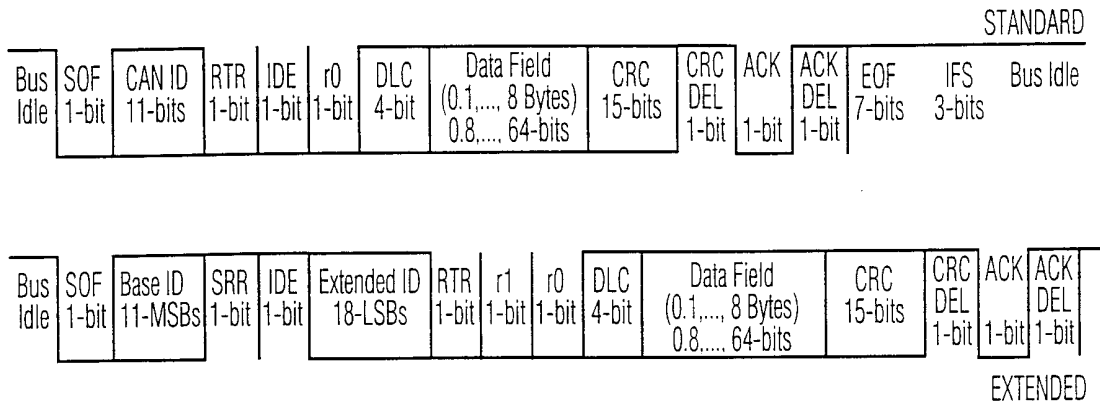 STANDARD
Bus Idle
SOF 1-bit
CAN ID 11-bits
RTR 1-bit
IDE 1-bit
r0 1-bit
DLC 4-bit
Data Field (0.1,..., 8 Bytes) 0.8,..., 64-bits
CRC 15-bits
CRC DEL 1-bit
ACK 1-bit
ACK DEL 1-bit
EOF 7-bits
IFS 3-bits
Bus Idle
Bus Idle
SOF 1-bit
Base ID 11-MSBs
SRR 1-bit
IDE 1-bit
Extended ID 18-LSBs
RTR 1-bit
r1 1-bit
r0 1-bit
DLC 4-bit
Data Field (0.1,..., 8 Bytes) 0.8,..., 64-bits
CRC 15-bits
CRC DEL 1-bit
ACK 1-bit
ACK DEL 1-bit
EXTENDED